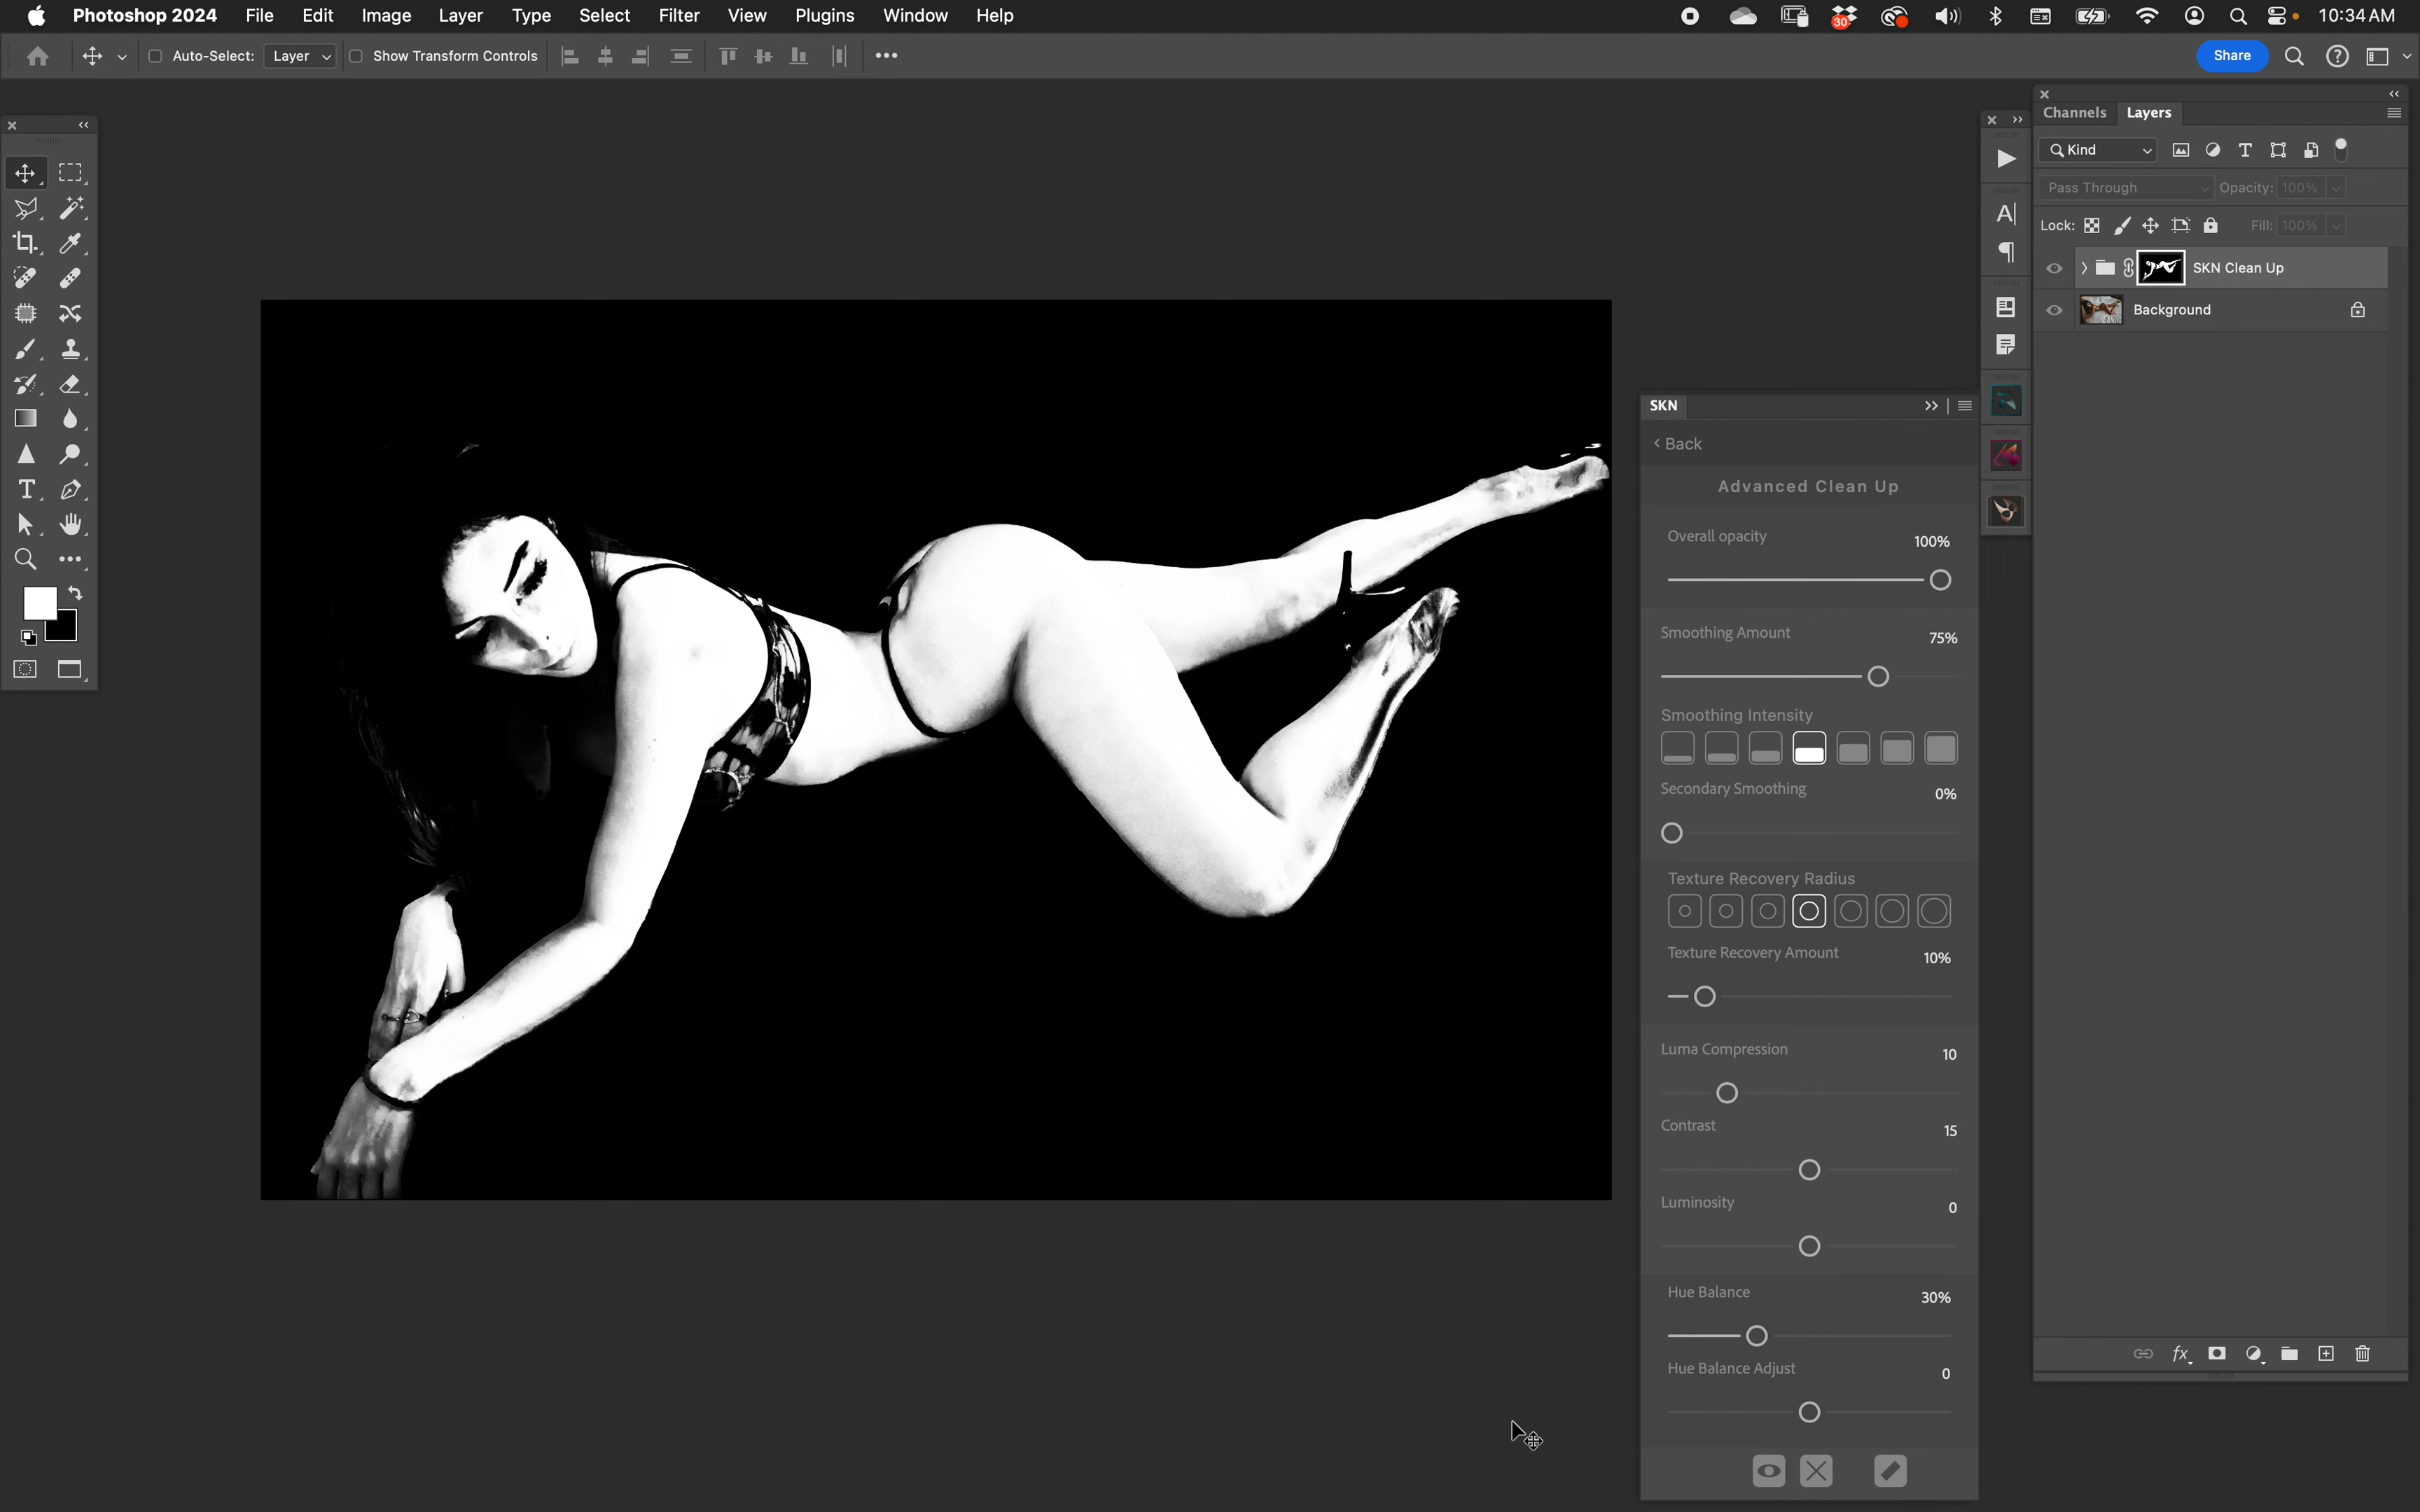 Photoshop 2024 File Edit Image Layer Type Select Filter View Plugins Window Help 30 10:34 AM
Auto-Select: Layer Show Transform Controls Share
Channels Layers
Kind
Pass Through Opacity: 100%
Lock: Fill: 100%
SKN Clean Up
Background
SKN
Back
Advanced Clean Up
Overall opacity 100%
Smoothing Amount 75%
Smoothing Intensity
Secondary Smoothing 0%
Texture Recovery Radius
Texture Recovery Amount 10%
Luma Compression 10
Contrast 15
Luminosity 0
Hue Balance 30%
Hue Balance Adjust 0